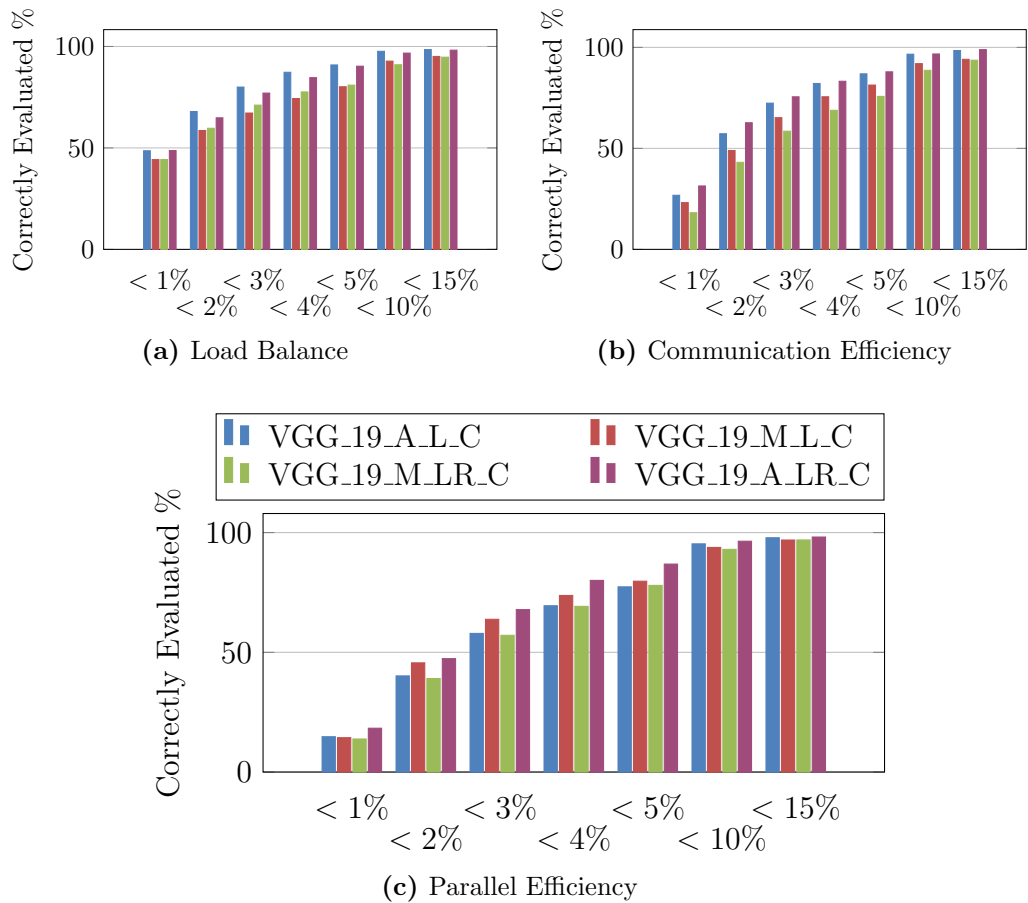 Correctly Evaluated %
100
50
0
< 1% < 3% < 5% < 15%
< 2% < 4% < 10%
(a) Load Balance
Correctly Evaluated %
100
50
0
< 1% < 3% < 5% < 15%
< 2% < 4% < 10%
(b) Communication Efficiency
VGG_19_A_L_C VGG_19_M_L_C
VGG_19_M_LR_C VGG_19_A_LR_C
Correctly Evaluated %
100
50
0
< 1% < 3% < 5% < 15%
< 2% < 4% < 10%
(c) Parallel Efficiency